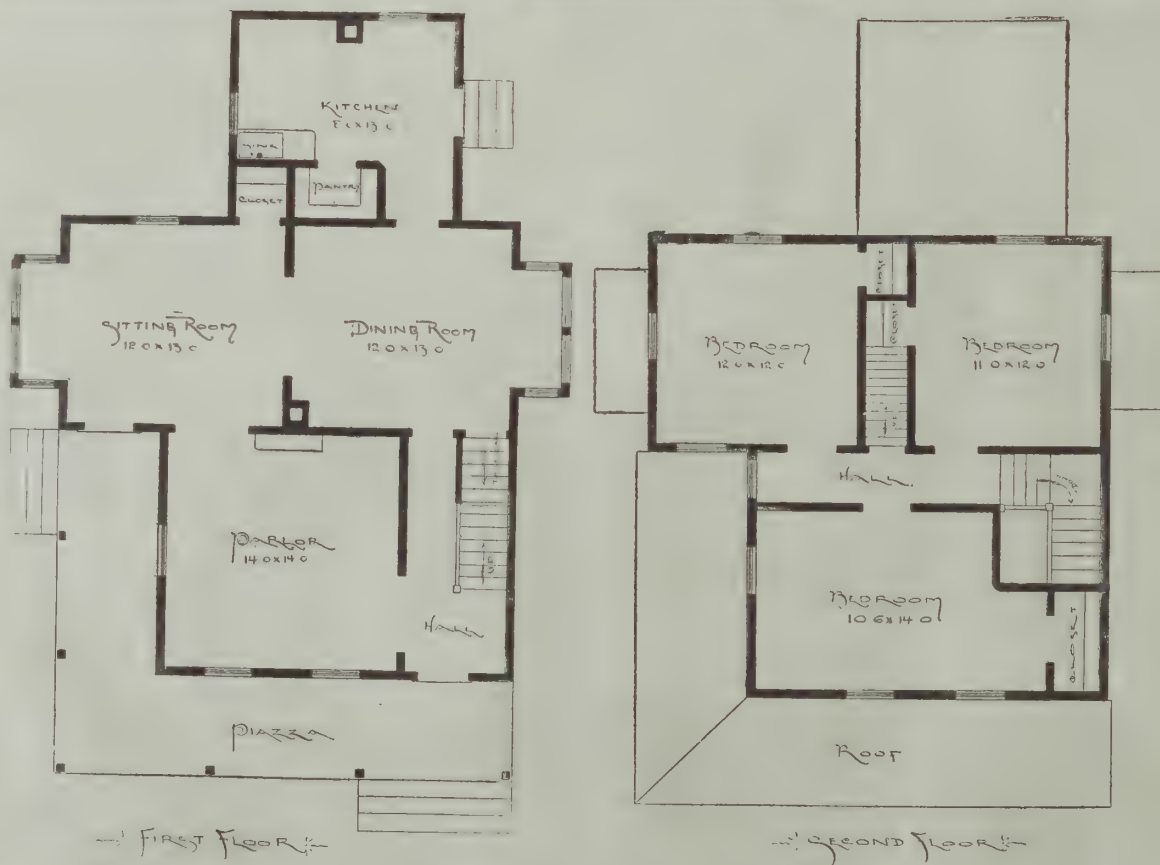 KITCHEN
SINK
PANTRY
CLOSET
SITTING ROOM
12 0 X 13 0
DINING ROOM
12 0 X 13 0
PARLOR
14 0 X 14 0
UP
HALL
PIAZZA
FIRST FLOOR
CLOSET
CLOSET
BEDROOM
12 0 X 12 0
BEDROOM
11 0 X 12 0
HALL
BEDROOM
10 6 X 14 0
CLOSET
ROOF
SECOND FLOOR